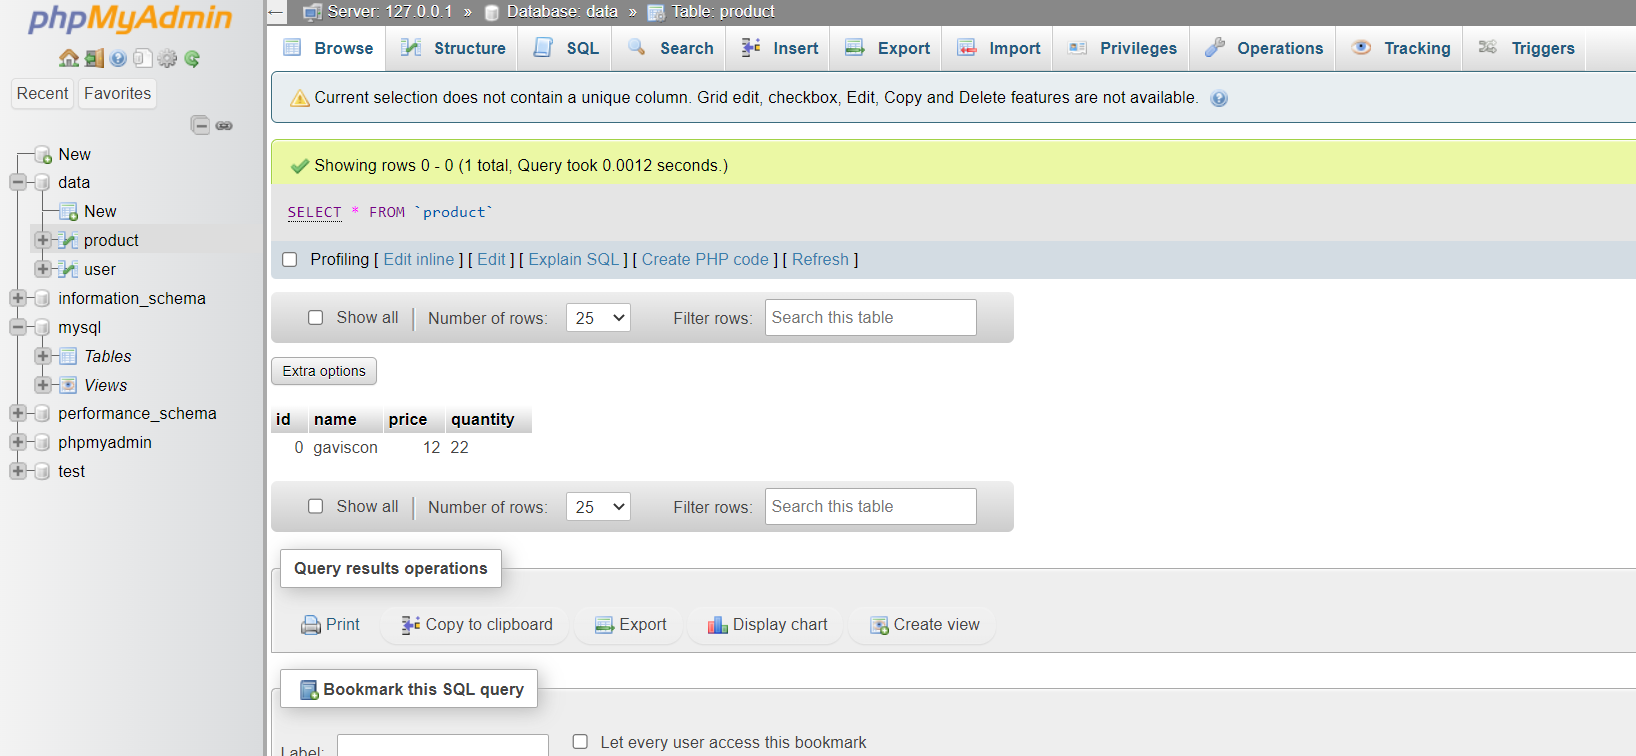 phpMyAdmin
Recent Favorites
New
data
New
product
user
information_schema
mysql
Tables
Views
performance_schema
phpmyadmin
test
Server: 127.0.0.1 » Database: data » Table: product
Browse Structure SQL Search Insert Export Import Privileges Operations Tracking Triggers
Current selection does not contain a unique column. Grid edit, checkbox, Edit, Copy and Delete features are not available.
Showing rows 0 - 0 (1 total, Query took 0.0012 seconds.)
SELECT * FROM `product`
Profiling [ Edit inline ] [ Edit ] [ Explain SQL ] [ Create PHP code ] [ Refresh ]
Show all | Number of rows: 25 Filter rows: Search this table
Extra options
id name price quantity
0 gaviscon 12 22
Show all | Number of rows: 25 Filter rows: Search this table
Query results operations
Print Copy to clipboard Export Display chart Create view
Bookmark this SQL query
Label: Let every user access this bookmark